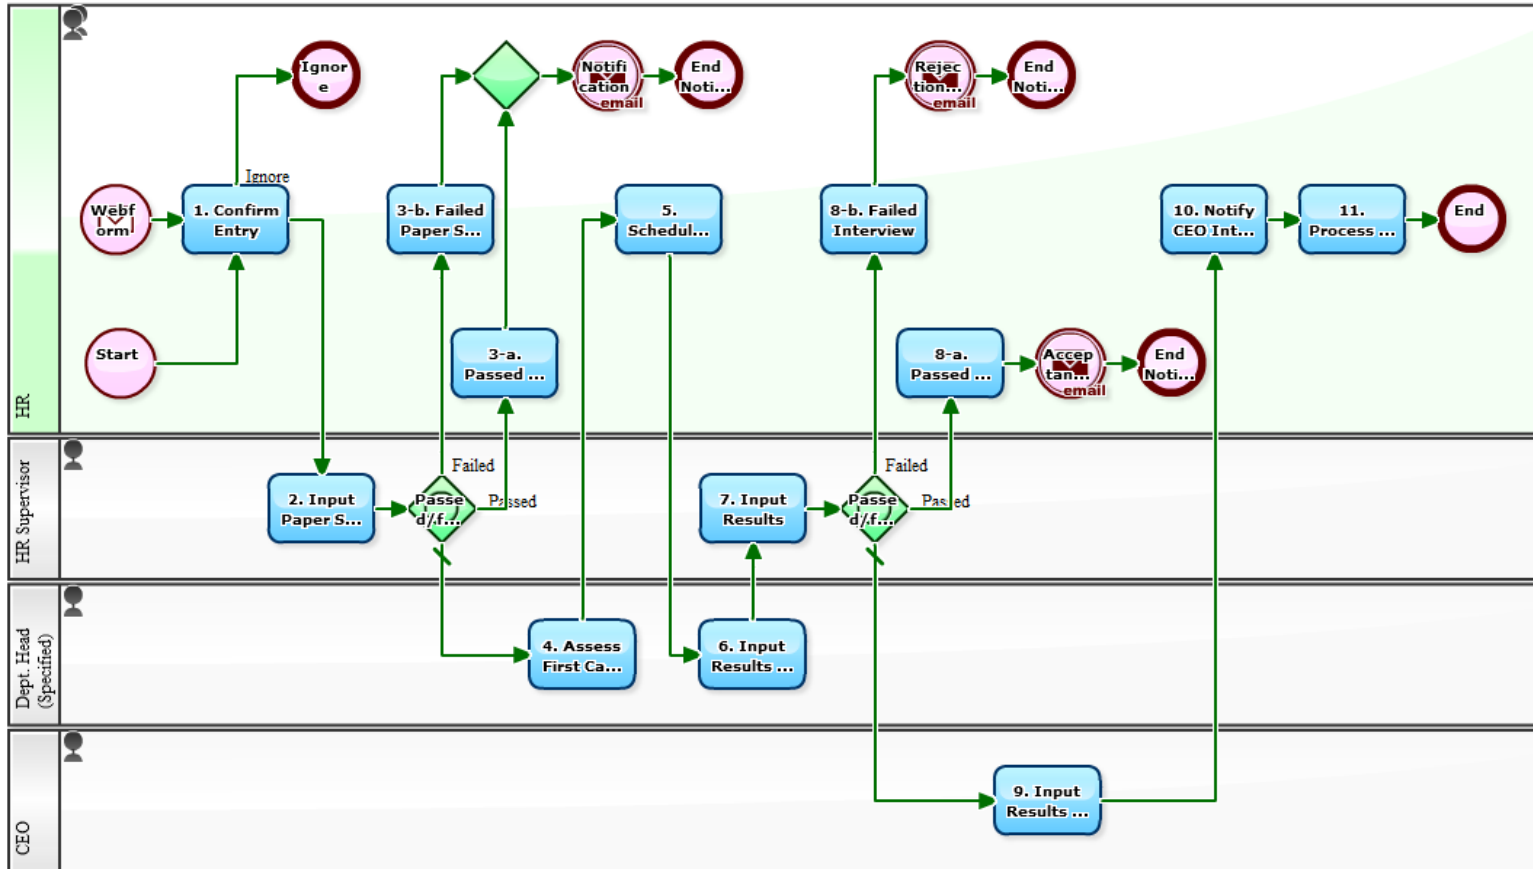 HR
Ignor
e
Notifi
cation
email
End
Noti...
Rejec
tion...
email
End
Noti...
Ignore
Webf
orm
1. Confirm
Entry
3-b. Failed
Paper S...
5.
Schedul...
8-b. Failed
Interview
10. Notify
CEO Int...
11.
Process ...
End
Start
3-a.
Passed ...
8-a.
Passed ...
Accep
tan...
email
End
Noti...
HR Supervisor
2. Input
Paper S...
Passe
d/f...
Failed
Passed
7. Input
Results
Passe
d/f...
Failed
Passed
Dept. Head
(Specified)
4. Assess
First Ca...
6. Input
Results ...
CEO
9. Input
Results ...